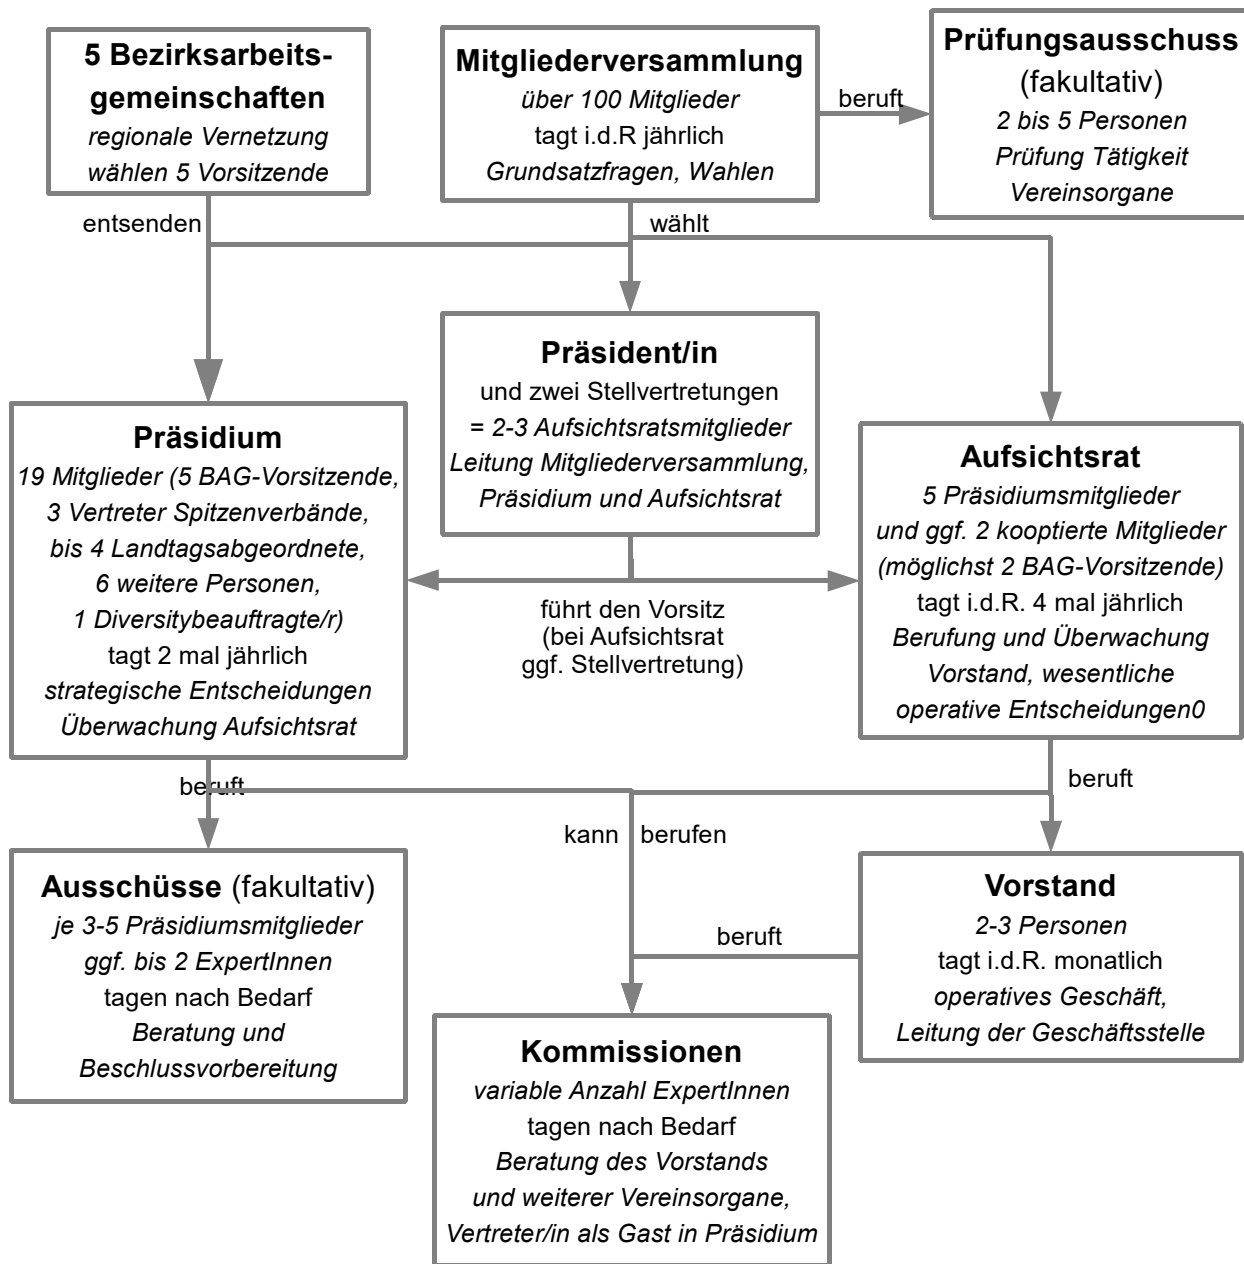 5 Bezirksarbeits-
gemeinschaften
regionale Vernetzung
wählen 5 Vorsitzende
Mitgliederversammlung
über 100 Mitglieder
tagt i.d.R jährlich
Grundsatzfragen, Wahlen
beruft
Prüfungsausschuss
(fakultativ)
2 bis 5 Personen
Prüfung Tätigkeit
Vereinsorgane
entsenden
wählt
Präsident/in
und zwei Stellvertretungen
= 2-3 Aufsichtsratsmitglieder
Leitung Mitgliederversammlung,
Präsidium und Aufsichtsrat
Präsidium
19 Mitglieder (5 BAG-Vorsitzende,
3 Vertreter Spitzenverbände,
bis 4 Landtagsabgeordnete,
6 weitere Personen,
1 Diversitybeauftragte/r)
tagt 2 mal jährlich
strategische Entscheidungen
Überwachung Aufsichtsrat
führt den Vorsitz
(bei Aufsichtsrat
ggf. Stellvertretung)
Aufsichtsrat
5 Präsidiumsmitglieder
und ggf. 2 kooptierte Mitglieder
(möglichst 2 BAG-Vorsitzende)
tagt i.d.R. 4 mal jährlich
Berufung und Überwachung
Vorstand, wesentliche
operative Entscheidungen0
beruft
beruft
kann berufen
Ausschüsse (fakultativ)
je 3-5 Präsidiumsmitglieder
ggf. bis 2 ExpertInnen
tagen nach Bedarf
Beratung und
Beschlussvorbereitung
beruft
Vorstand
2-3 Personen
tagt i.d.R. monatlich
operatives Geschäft,
Leitung der Geschäftsstelle
Kommissionen
variable Anzahl ExpertInnen
tagen nach Bedarf
Beratung des Vorstands
und weiterer Vereinsorgane,
Vertreter/in als Gast in Präsidium